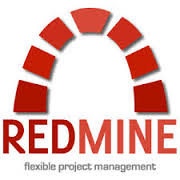 REDMINE
flexible project management